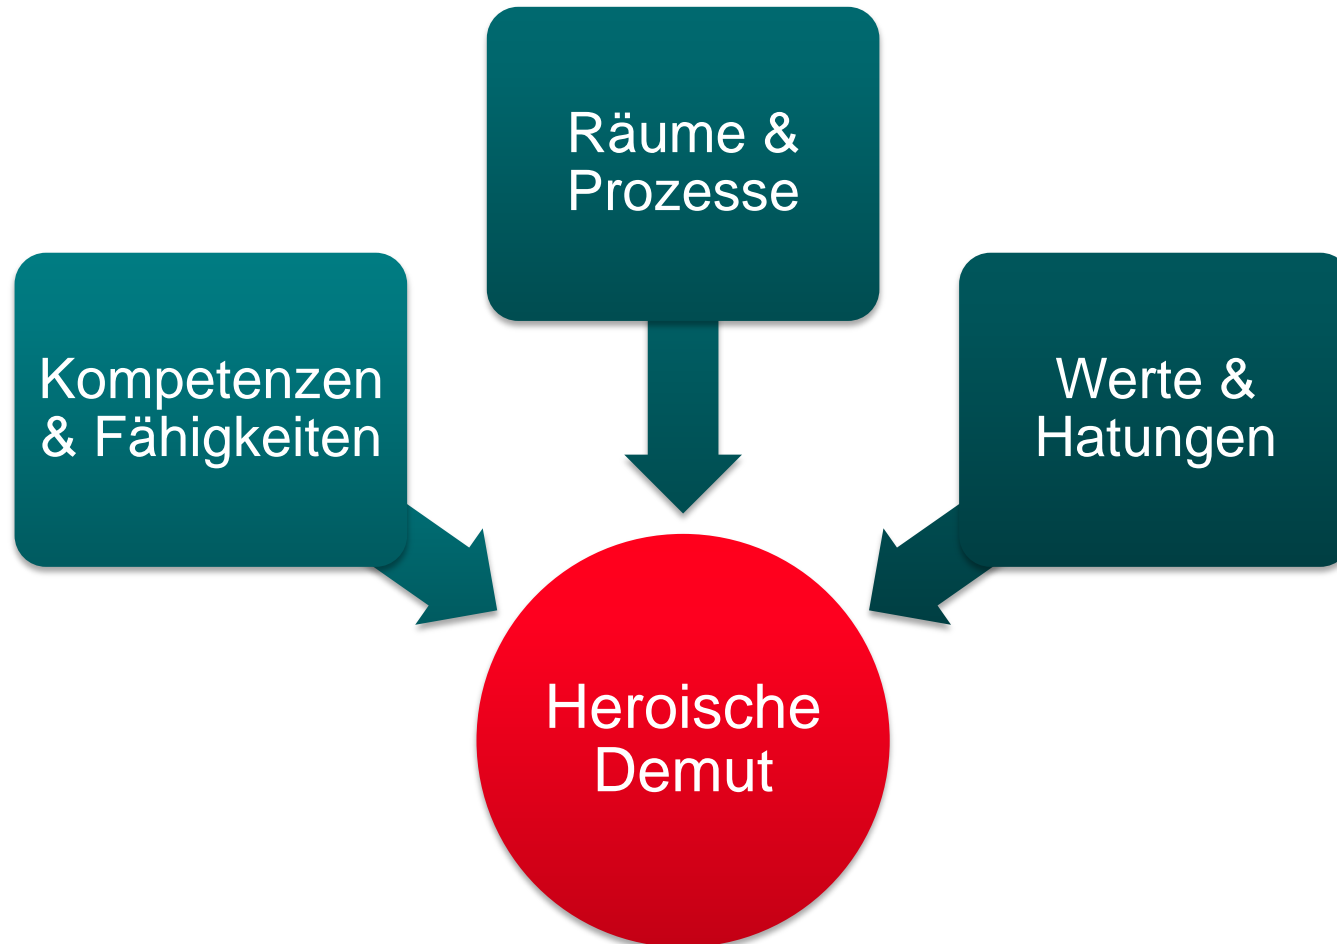 Räume &
Prozesse
Kompetenzen
& Fähigkeiten
Werte &
Hatungen
Heroische
Demut